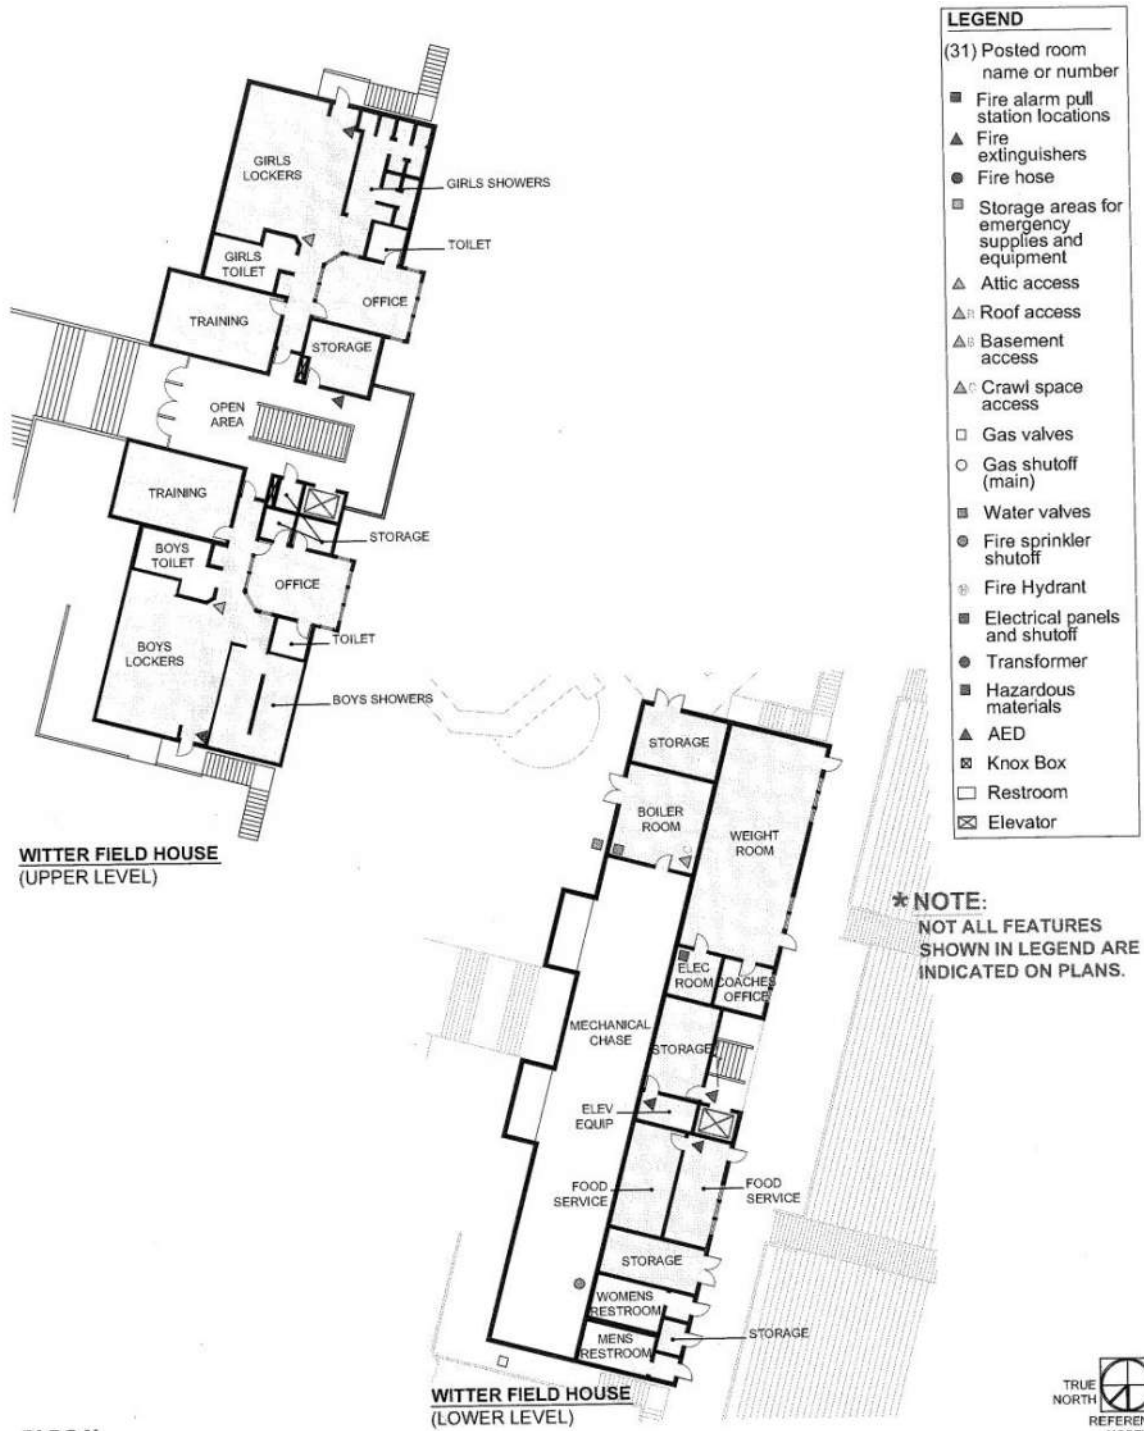 LEGEND
(31) Posted room
name or number
Fire alarm pull
station locations
Fire
extinguishers
Fire hose
Storage areas for
emergency
supplies and
equipment
Attic access
R Roof access
B Basement
access
C Crawl space
access
Gas valves
Gas shutoff
(main)
Water valves
Fire sprinkler
shutoff
H Fire Hydrant
Electrical panels
and shutoff
Transformer
Hazardous
materials
AED
Knox Box
Restroom
Elevator
* NOTE:
NOT ALL FEATURES
SHOWN IN LEGEND ARE
INDICATED ON PLANS.
GIRLS
LOCKERS
GIRLS SHOWERS
TOILET
GIRLS
TOILET
OFFICE
TRAINING
STORAGE
OPEN
AREA
TRAINING
STORAGE
BOYS
TOILET
OFFICE
TOILET
BOYS
LOCKERS
BOYS SHOWERS
WITTER FIELD HOUSE
(UPPER LEVEL)
STORAGE
BOILER
ROOM
C
WEIGHT
ROOM
ELEC
ROOM
COACHES
OFFICE
MECHANICAL
CHASE
STORAGE
ELEV
EQUIP
FOOD
SERVICE
FOOD
SERVICE
STORAGE
WOMENS
RESTROOM
STORAGE
MENS
RESTROOM
WITTER FIELD HOUSE
(LOWER LEVEL)
TRUE
NORTH
REFEREN